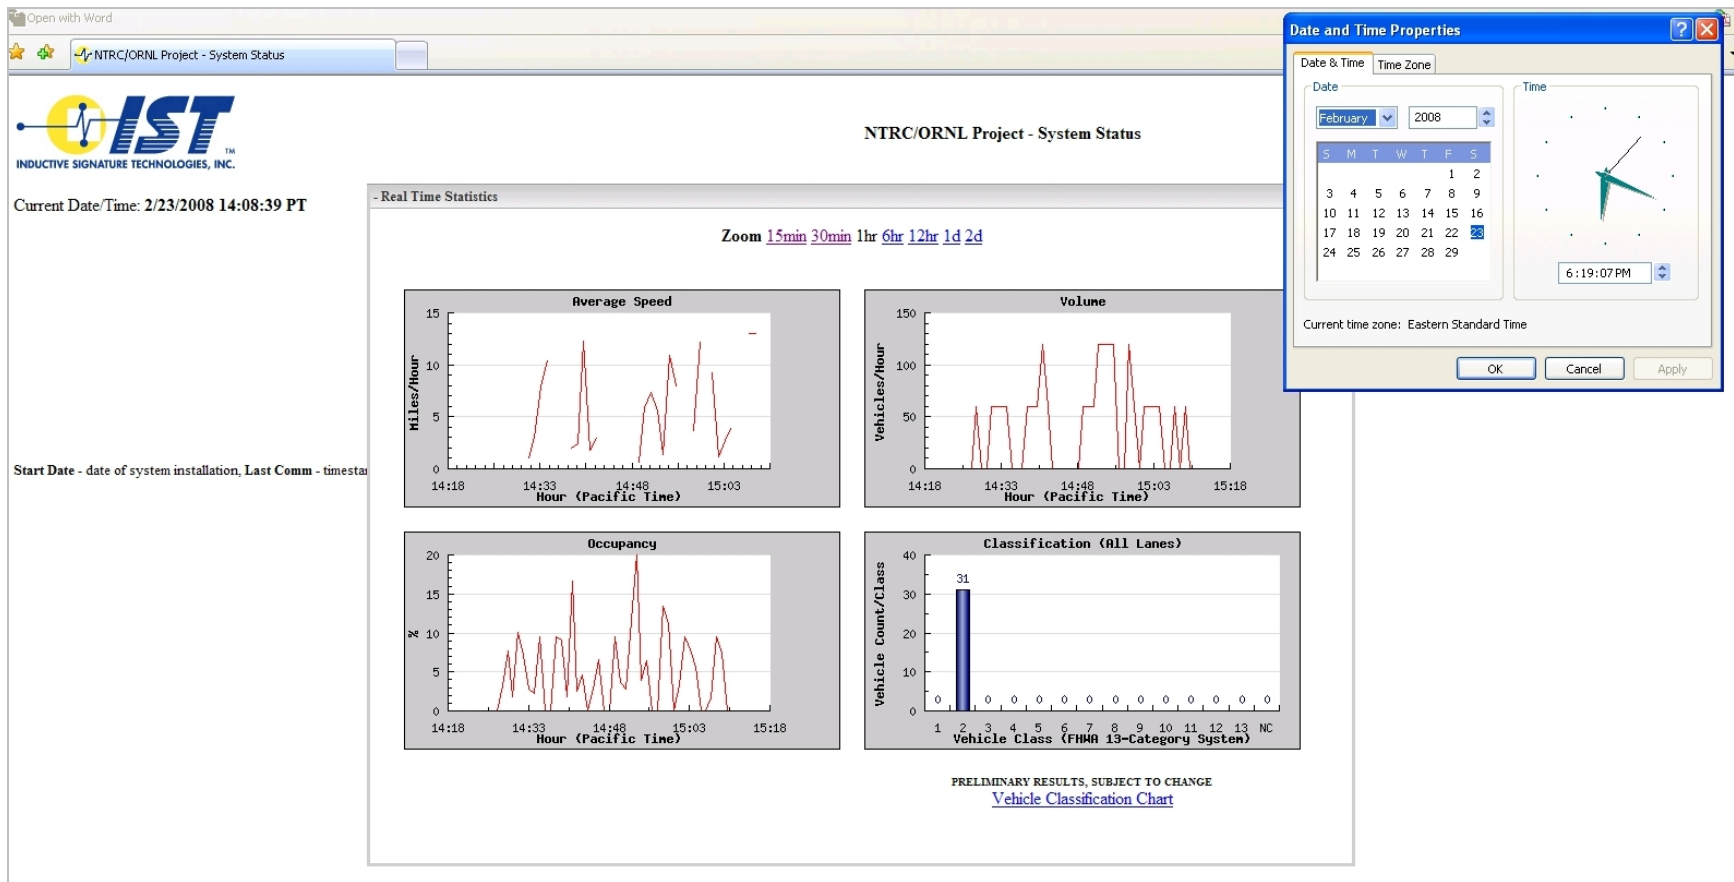 Open with Word
NTRC/ORNL Project - System Status
IST
TM
INDUCTIVE SIGNATURE TECHNOLOGIES, INC.
NTRC/ORNL Project - System Status
Current Date/Time: 2/23/2008 14:08:39 PT
- Real Time Statistics
Zoom 15min 30min 1hr 6hr 12hr 1d 2d
Start Date - date of system installation, Last Comm - timestar
Average Speed
15
10
5
0
Miles/Hour
14:18 14:33 14:48 15:03
Hour (Pacific Time)
Volume
150
100
50
0
Vehicles/Hour
14:18 14:33 14:48 15:03 15:18
Hour (Pacific Time)
Occupancy
20
15
10
5
0
%
14:18 14:33 14:48 15:03 15:18
Hour (Pacific Time)
Classification (All Lanes)
40
30
20
10
0
Vehicle Count/Class
31
0 0 0 0 0 0 0 0 0 0 0 0 0
1 2 3 4 5 6 7 8 9 10 11 12 13 NC
Vehicle Class (FHWA 13-Category System)
PRELIMINARY RESULTS, SUBJECT TO CHANGE
Vehicle Classification Chart
Date and Time Properties
Date & Time Time Zone
Date
February 2008
S M T W T F S
1 2
3 4 5 6 7 8 9
10 11 12 13 14 15 16
17 18 19 20 21 22 23
24 25 26 27 28 29
Time
6:19:07 PM
Current time zone: Eastern Standard Time
OK Cancel Apply